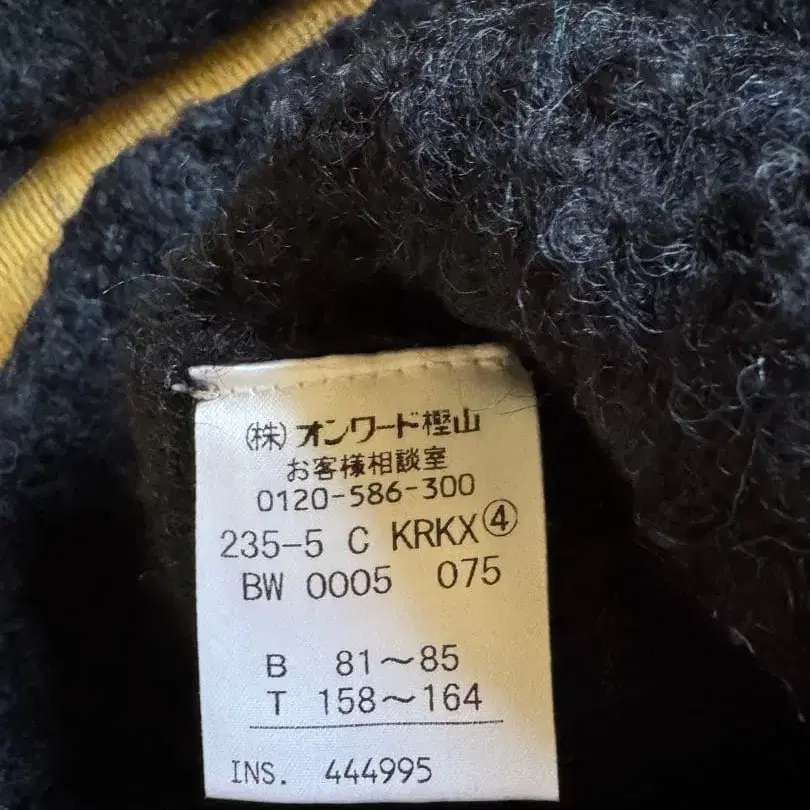 (株)オンワード樫山
お客様相談室
0120-586-300
235-5 C KRKX④
BW 0005 075
B 81～85
T 158～164
INS. 444995